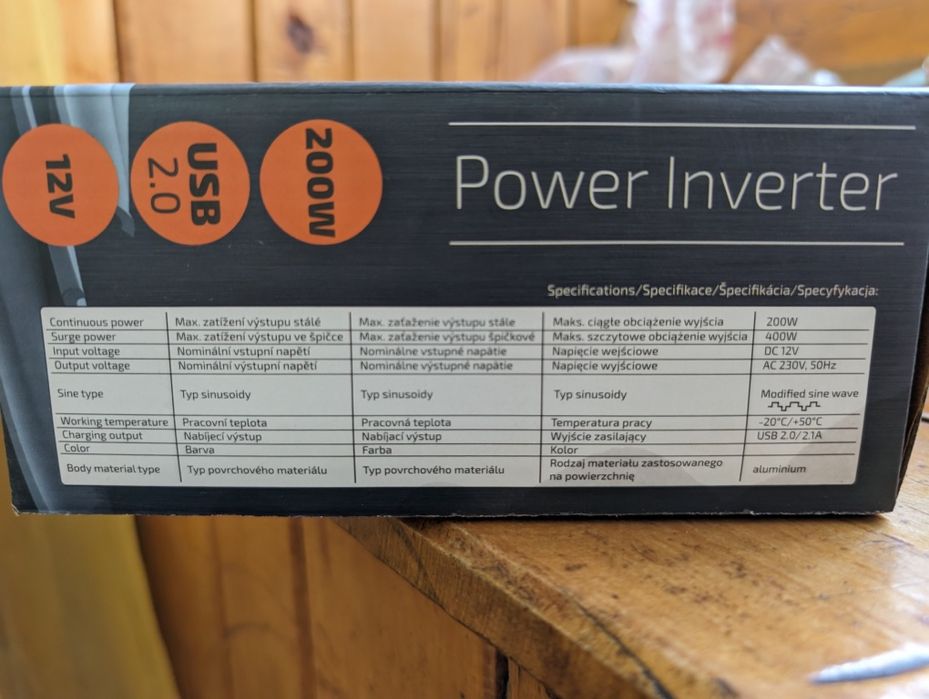 12V
USB
2.0
200W
Power Inverter
Specifications/Specifikace/Špecifikácia/Specyfykacja:
Continuous power Max. zatížení výstupu stálé Max. zaťaženie výstupu stále Maks. ciągłe obciążenie wyjścia 200W
Surge power Max. zatížení výstupu ve špičce Max. zaťaženie výstupu špičkové Maks. szczytowe obciążenie wyjścia 400W
Input voltage Nominální vstupní napětí Nominálne vstupné napätie Napięcie wejściowe DC 12V
Output voltage Nominální výstupní napětí Nominálne výstupné napätie Napięcie wyjściowe AC 230V, 50Hz
Sine type Typ sinusoidy Typ sinusoidy Typ sinusoidy Modified sine wave
Working temperature Pracovní teplota Pracovná teplota Temperatura pracy -20°C/+50°C
Charging output Nabíjecí výstup Nabíjací výstup Wyjście zasilający USB 2.0/2.1A
Color Barva Farba Kolor
Body material type Typ povrchového materiálu Typ povrchového materiálu Rodzaj materiału zastosowanego
na powierzchnię aluminium